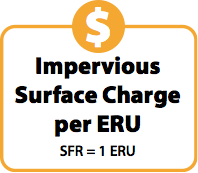 $
Impervious
Surface Charge
per ERU
SFR = 1 ERU